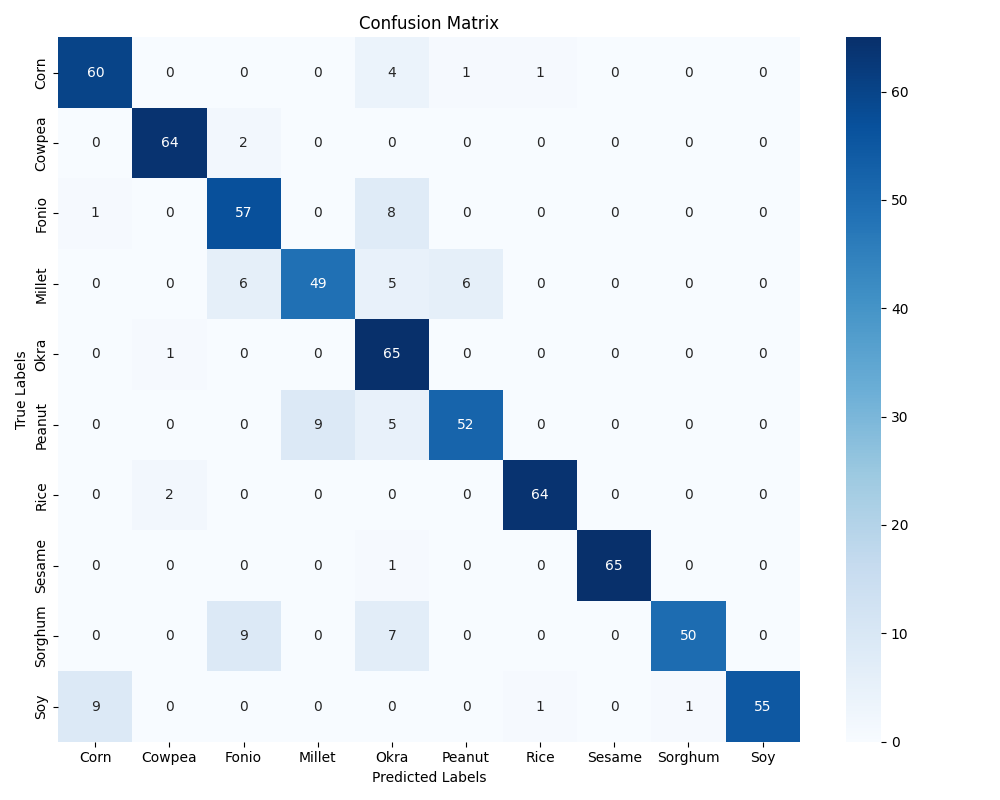 Confusion Matrix
Corn 60 0 0 0 4 1 1 0 0 0
Cowpea 0 64 2 0 0 0 0 0 0 0
Fonio 1 0 57 0 8 0 0 0 0 0
Millet 0 0 6 49 5 6 0 0 0 0
Okra 0 1 0 0 65 0 0 0 0 0
Peanut 0 0 0 9 5 52 0 0 0 0
Rice 0 2 0 0 0 0 64 0 0 0
Sesame 0 0 0 0 1 0 0 65 0 0
Sorghum 0 0 9 0 7 0 0 0 50 0
Soy 9 0 0 0 0 0 1 0 1 55
True Labels
Corn Cowpea Fonio Millet Okra Peanut Rice Sesame Sorghum Soy
Predicted Labels
60
50
40
30
20
10
0